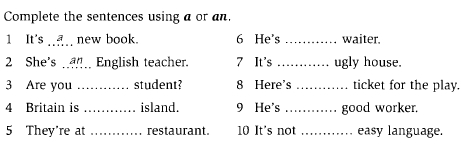 Complete the sentences using a or an.
1 It's ..a... new book.
2 She's ..an.. English teacher.
3 Are you ............ student?
4 Britain is ............ island.
5 They're at ............ restaurant.
6 He's ............ waiter.
7 It's ............ ugly house.
8 Here's ............ ticket for the play.
9 He's ............ good worker.
10 It's not ............ easy language.